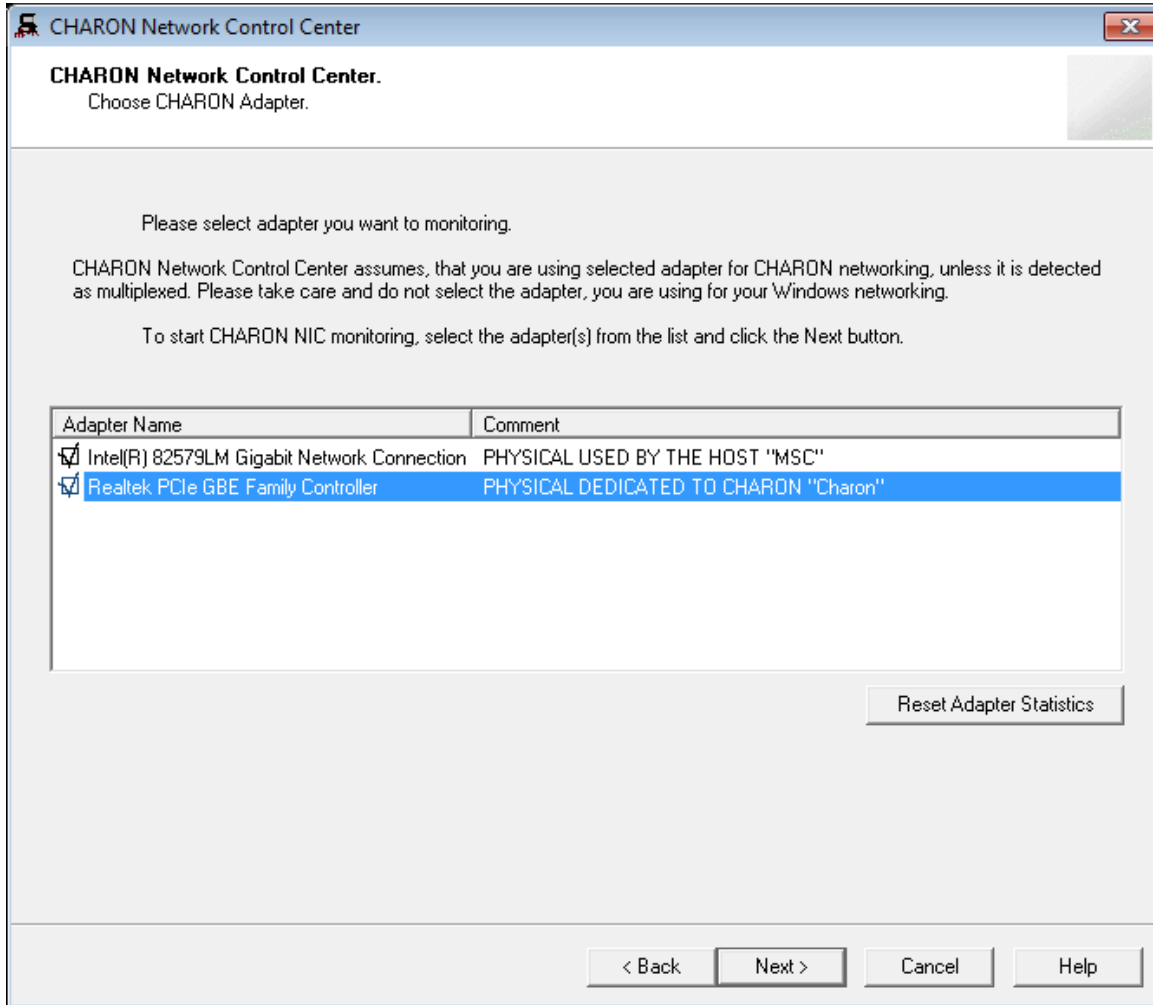 CHARON Network Control Center
CHARON Network Control Center.
Choose CHARON Adapter.
Please select adapter you want to monitoring.
CHARON Network Control Center assumes, that you are using selected adapter for CHARON networking, unless it is detected
as multiplexed. Please take care and do not select the adapter, you are using for your Windows networking.
To start CHARON NIC monitoring, select the adapter(s) from the list and click the Next button.
Adapter Name Comment
Intel(R) 82579LM Gigabit Network Connection PHYSICAL USED BY THE HOST "MSC"
Realtek PCIe GBE Family Controller PHYSICAL DEDICATED TO CHARON "Charon"
Reset Adapter Statistics
< Back Next > Cancel Help